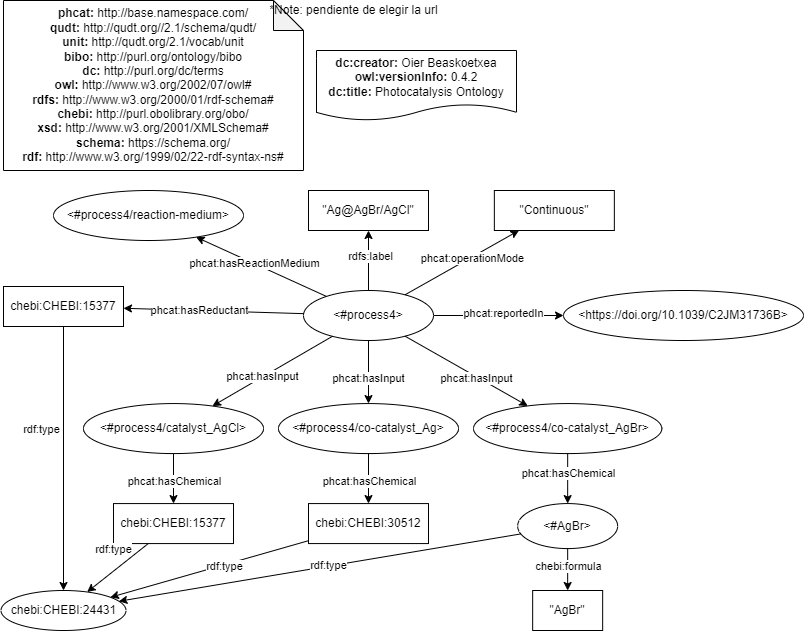 *Note: pendiente de elegir la url
phcat: http://base.namespace.com/
qudt: http://qudt.org//2.1/schema/qudt/
unit: http://qudt.org/2.1/vocab/unit
bibo: http://purl.org/ontology/bibo
dc: http://purl.org/dc/terms
owl: http://www.w3.org/2002/07/owl#
rdfs: http://www.w3.org/2000/01/rdf-schema#
chebi: http://purl.obolibrary.org/obo/
xsd: http://www.w3.org/2001/XMLSchema#
schema: https://schema.org/
rdf: http://www.w3.org/1999/02/22-rdf-syntax-ns#
dc:creator: Oier Beaskoetxea
owl:versionInfo: 0.4.2
dc:title: Photocatalysis Ontology
<#process4/reaction-medium>
"Ag@AgBr/AgCl"
"Continuous"
phcat:hasReactionMedium
rdfs:label
phcat:operationMode
chebi:CHEBI:15377
phcat:hasReductant
<#process4>
phcat:reportedIn
<https://doi.org/10.1039/C2JM31736B>
phcat:hasInput
phcat:hasInput
phcat:hasInput
rdf:type
<#process4/catalyst_AgCl>
<#process4/co-catalyst_Ag>
<#process4/co-catalyst_AgBr>
phcat:hasChemical
phcat:hasChemical
phcat:hasChemical
chebi:CHEBI:15377
chebi:CHEBI:30512
<#AgBr>
rdf:type
rdf:type
rdf:type
chebi:formula
chebi:CHEBI:24431
"AgBr"